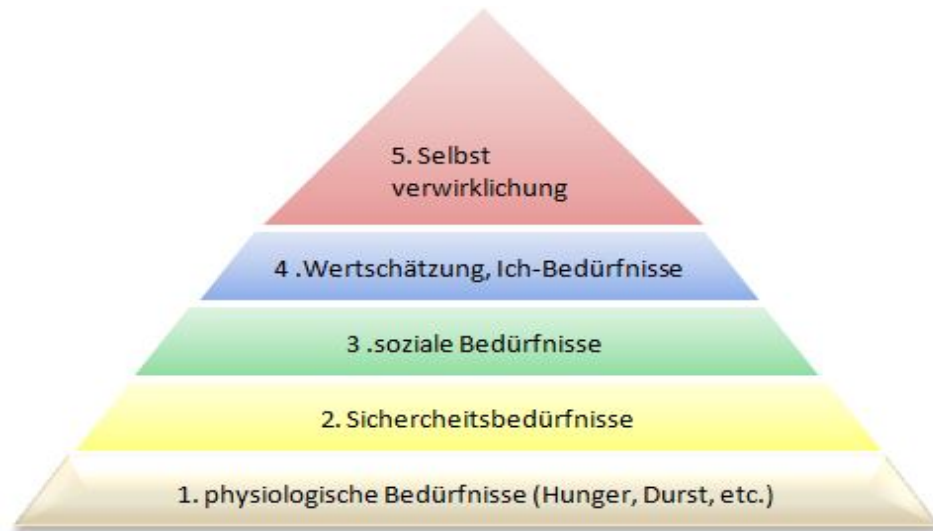 5. Selbst
verwirklichung
4 .Wertschätzung, Ich-Bedürfnisse
3 .soziale Bedürfnisse
2. Sichercheitsbedürfnisse
1. physiologische Bedürfnisse (Hunger, Durst, etc.)